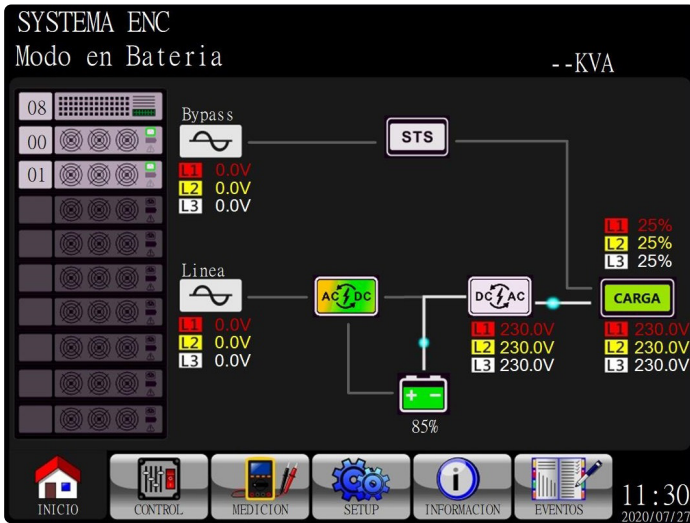 SYSTEMA ENC
Modo en Bateria
--KVA
08
00
01
Bypass
L1 0.0V
L2 0.0V
L3 0.0V
STS
L1 25%
L2 25%
L3 25%
Linea
L1 0.0V
L2 0.0V
L3 0.0V
AC DC
DC AC
CARGA
L1 230.0V
L2 230.0V
L3 230.0V
L1 230.0V
L2 230.0V
L3 230.0V
+ -
85%
INICIO
CONTROL
MEDICION
SETUP
i
INFORMACION
EVENTOS
11:30
2020/07/27